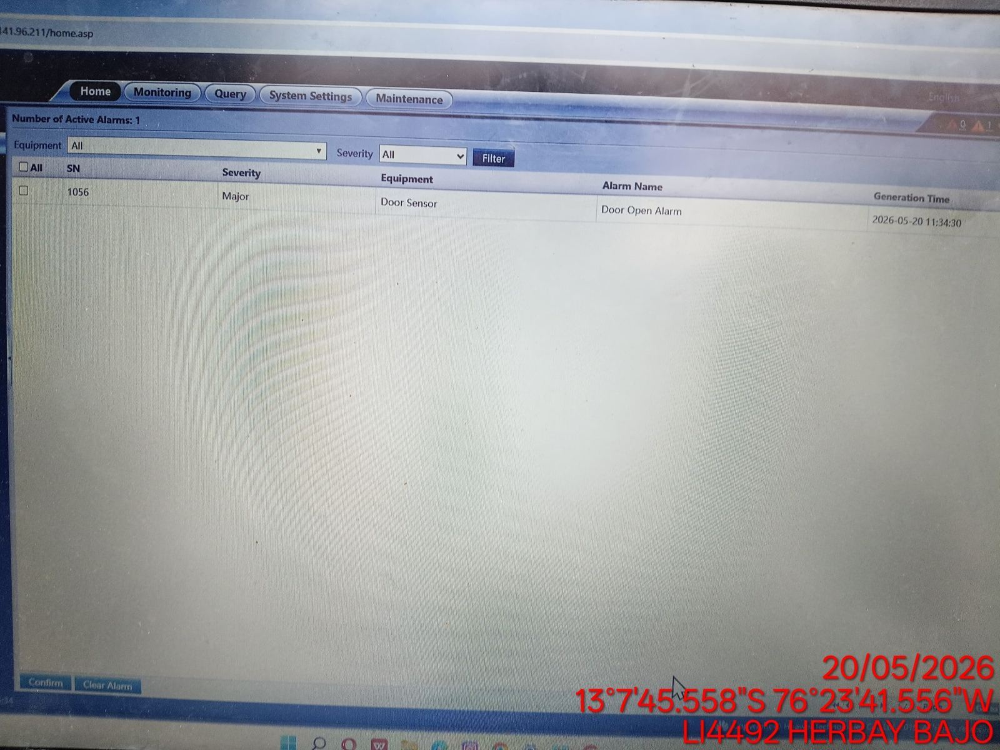 41.96.211/home.asp
Home Monitoring Query System Settings Maintenance
English
Number of Active Alarms: 1
0 1
Equipment All Severity All Filter
All SN Severity Equipment Alarm Name Generation Time
1056 Major Door Sensor Door Open Alarm 2026-05-20 11:34:30
Confirm Clear Alarm
20/05/2026
13°7'45.558"S 76°23'41.556"W
LI4492 HERBAY BAJO